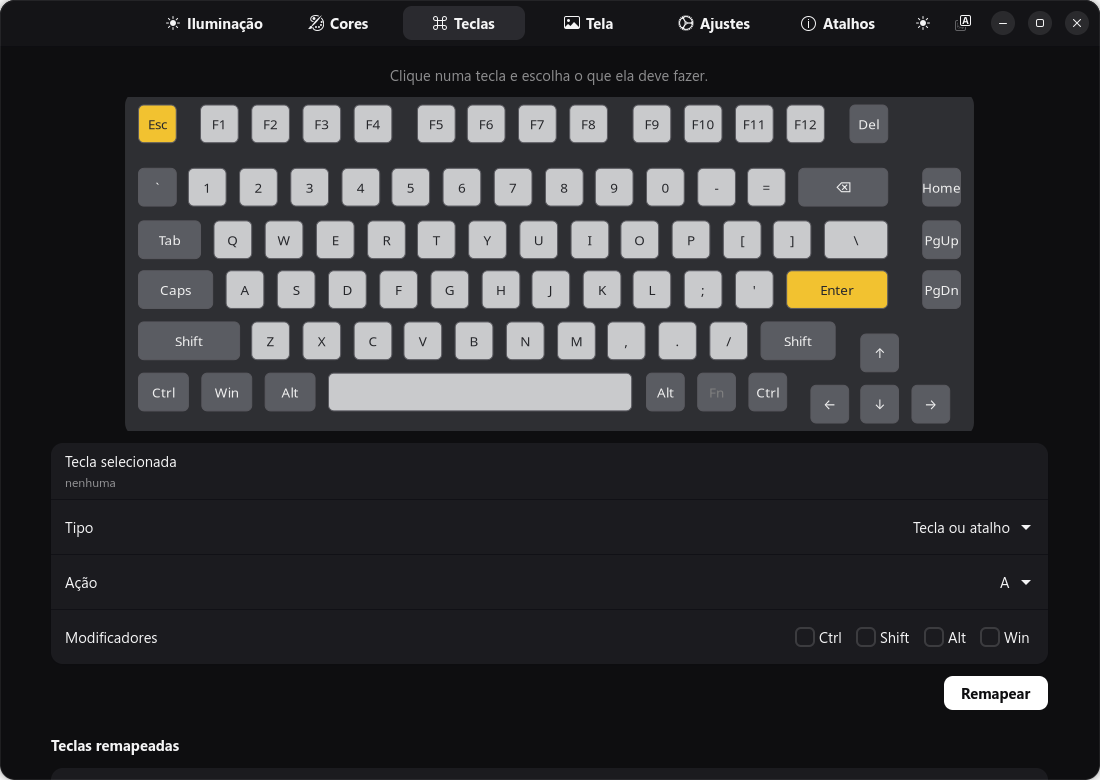 Iluminação Cores Teclas Tela Ajustes Atalhos A
Clique numa tecla e escolha o que ela deve fazer.
Esc F1 F2 F3 F4 F5 F6 F7 F8 F9 F10 F11 F12 Del
` 1 2 3 4 5 6 7 8 9 0 - = ⌫ Home
Tab Q W E R T Y U I O P [ ] \ PgUp
Caps A S D F G H J K L ; ' Enter PgDn
Shift Z X C V B N M , . / Shift ↑
Ctrl Win Alt Alt Fn Ctrl ← ↓ →
Tecla selecionada
nenhuma
Tipo Tecla ou atalho
Ação A
Modificadores Ctrl Shift Alt Win
Remapear
Teclas remapeadas